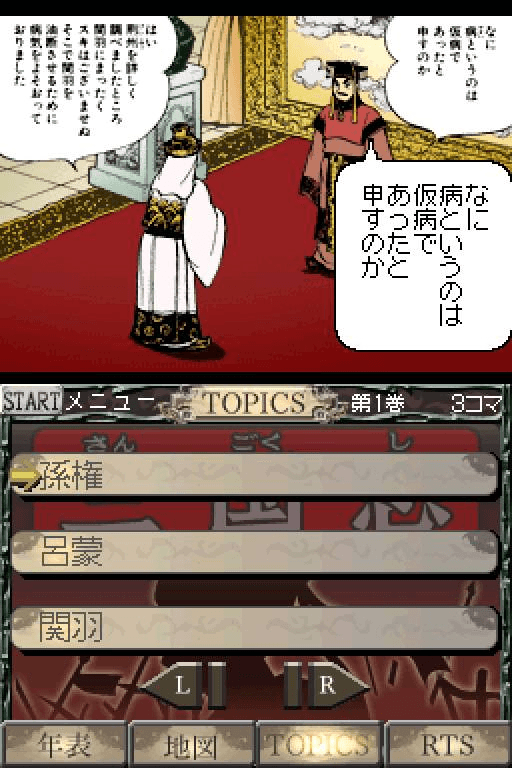 なに
病というのは
仮病で
あったと
申すのか
はい
荊州を詳しく
調べましたところ
関羽にまったく
スキはございませぬ
そこで関羽を
油断させるために
病気をよそおって
おりました
なに
病というのは
仮病で
あったと
申すのか
START メニュー TOPICS 第1巻 3コマ
さん ごく し
三国志
孫権
呂蒙
関羽
L R
年表 地図 TOPICS RTS